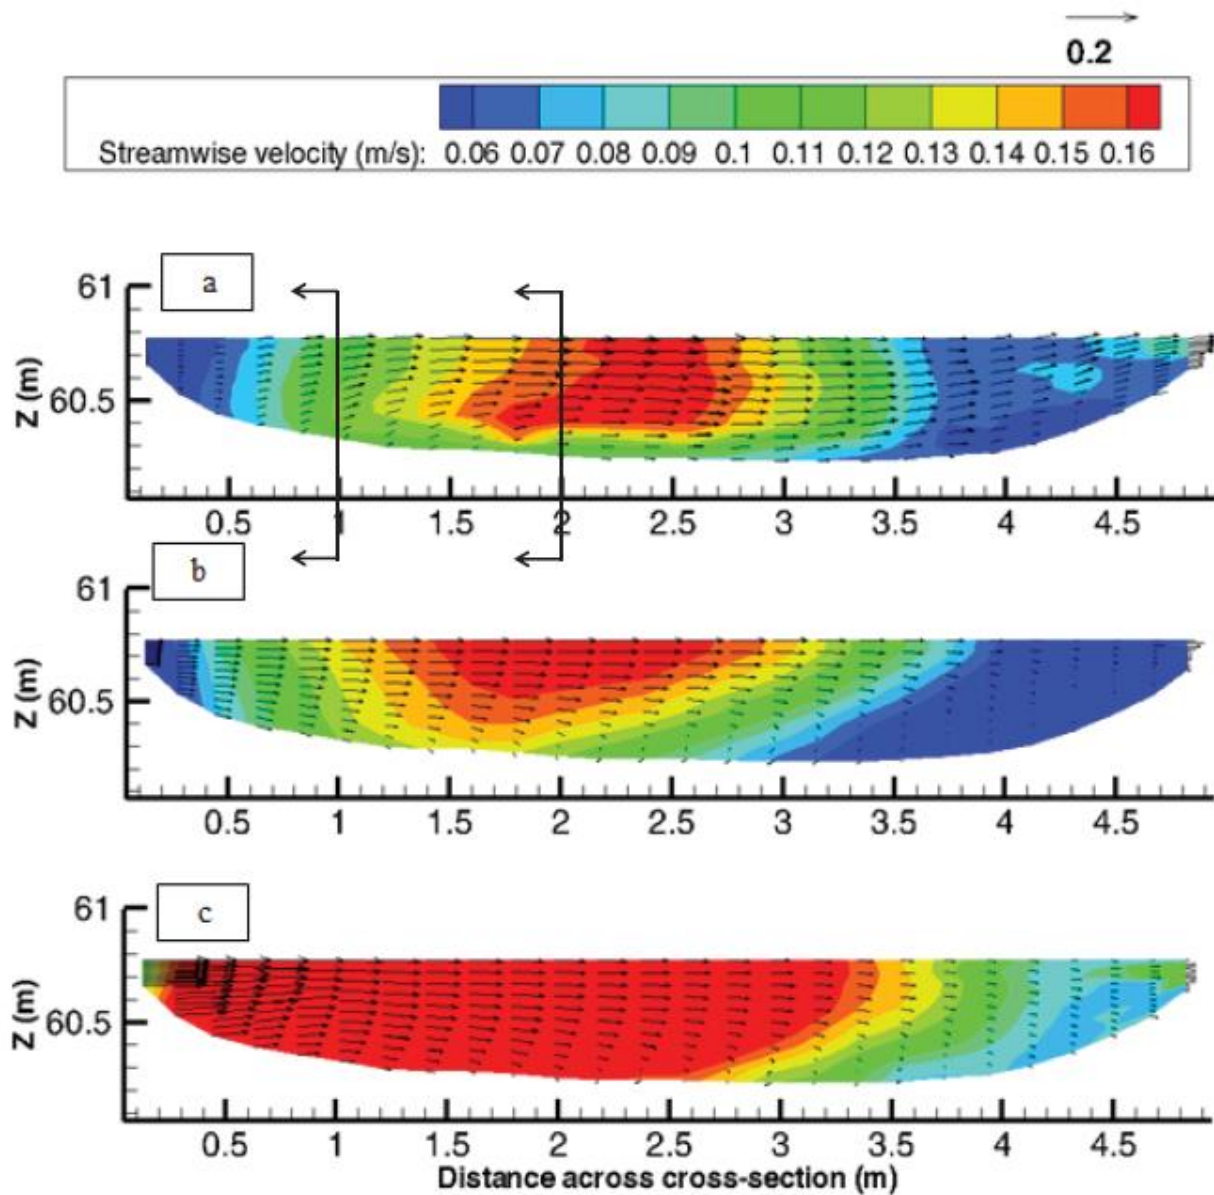 0.2
Streamwise velocity (m/s): 0.06 0.07 0.08 0.09 0.1 0.11 0.12 0.13 0.14 0.15 0.16
a
61
Z (m)
60.5
0.5 1 1.5 2 2.5 3 3.5 4 4.5
b
61
Z (m)
60.5
0.5 1 1.5 2 2.5 3 3.5 4 4.5
c
61
Z (m)
60.5
0.5 1 1.5 2 2.5 3 3.5 4 4.5
Distance across cross-section (m)